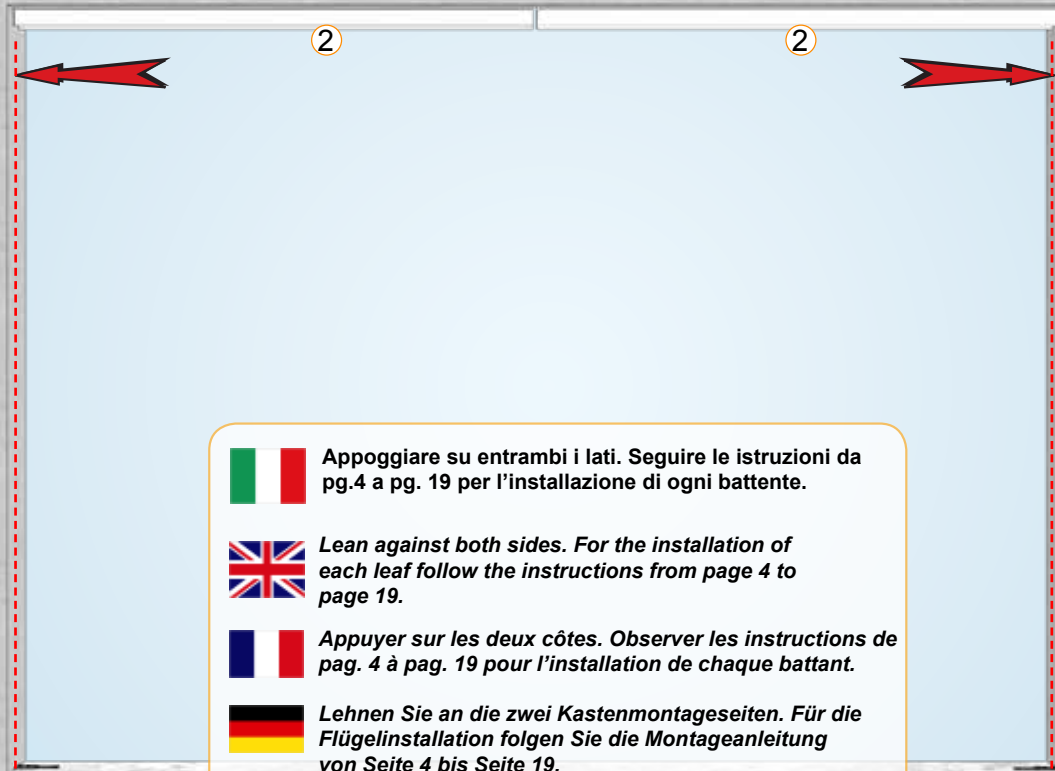 2 2
Appoggiare su entrambi i lati. Seguire le istruzioni da
pg.4 a pg. 19 per l’installazione di ogni battente.
Lean against both sides. For the installation of
each leaf follow the instructions from page 4 to
page 19.
Appuyer sur les deux côtes. Observer les instructions de
pag. 4 à pag. 19 pour l’installation de chaque battant.
Lehnen Sie an die zwei Kastenmontageseiten. Für die
Flügelinstallation folgen Sie die Montageanleitung
von Seite 4 bis Seite 19.